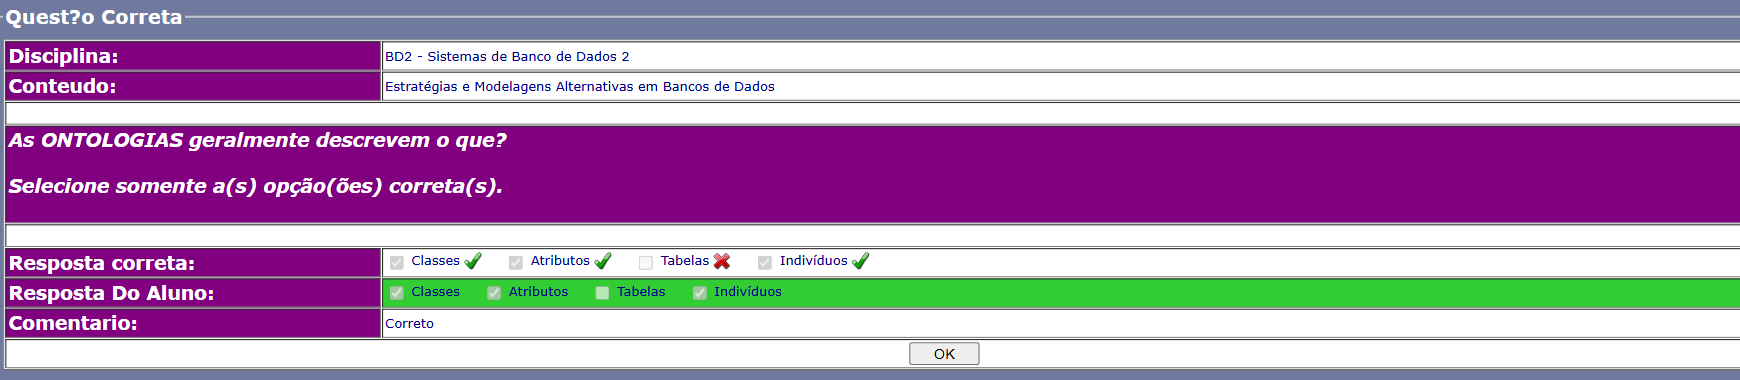 Quest?o Correta
Disciplina: BD2 - Sistemas de Banco de Dados 2
Conteudo: Estratégias e Modelagens Alternativas em Bancos de Dados
As ONTOLOGIAS geralmente descrevem o que?
Selecione somente a(s) opção(ões) correta(s).
Resposta correta: Classes Atributos Tabelas Indivíduos
Resposta Do Aluno: Classes Atributos Tabelas Indivíduos
Comentario: Correto
OK